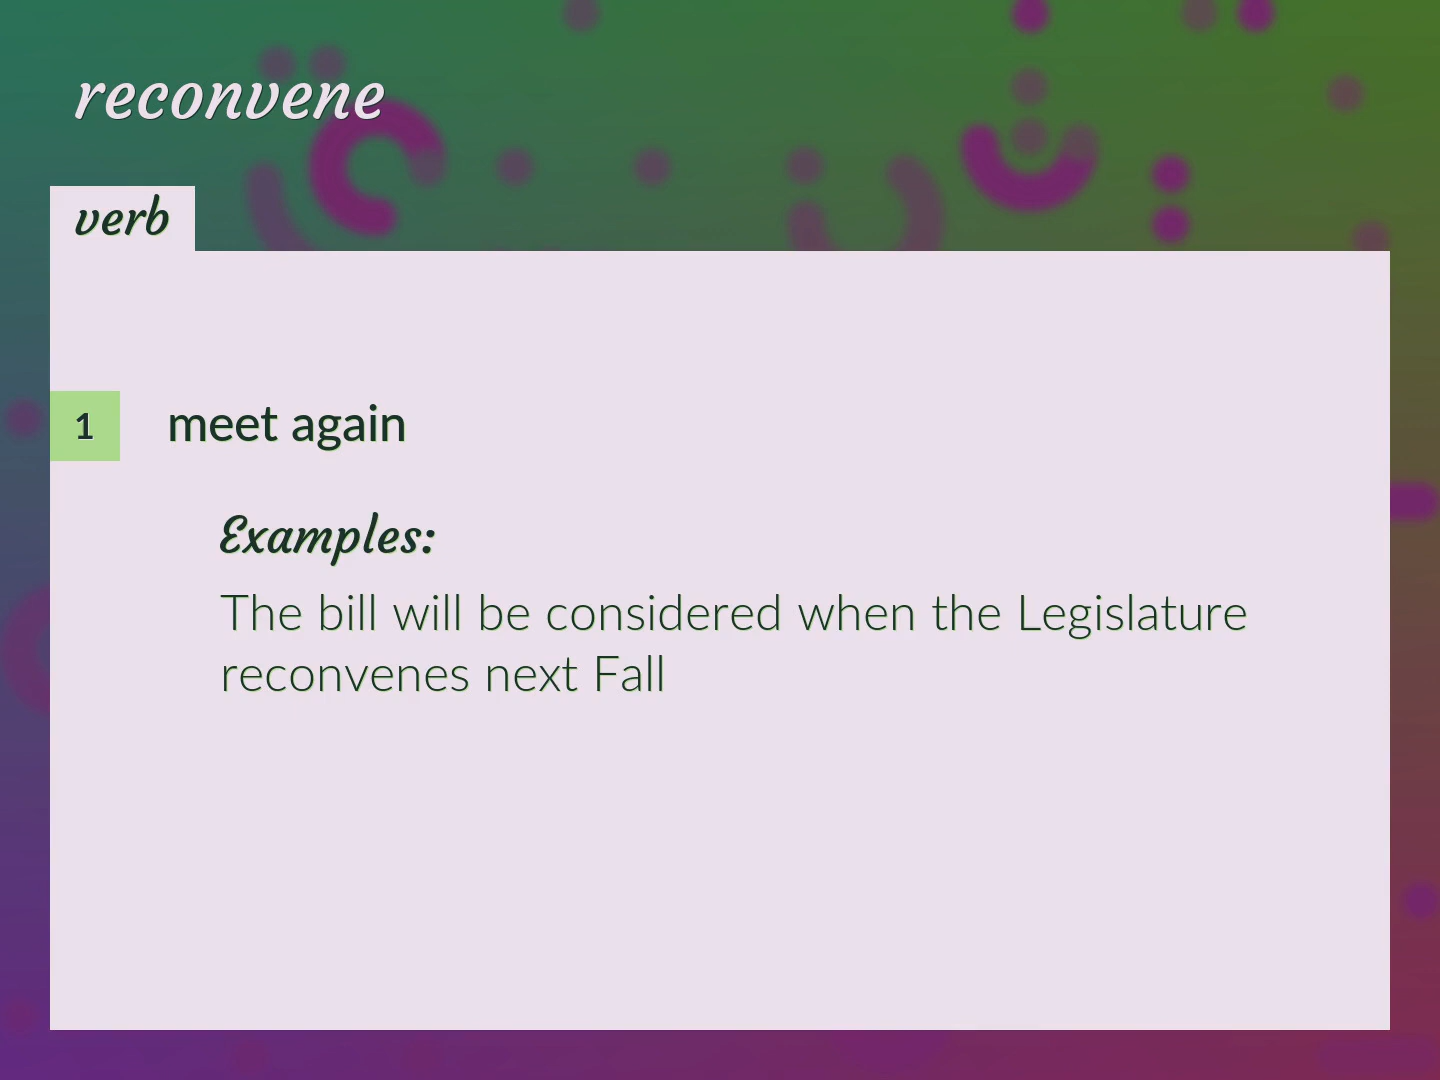 reconvene
verb
1 meet again
Examples:
The bill will be considered when the Legislature
reconvenes next Fall